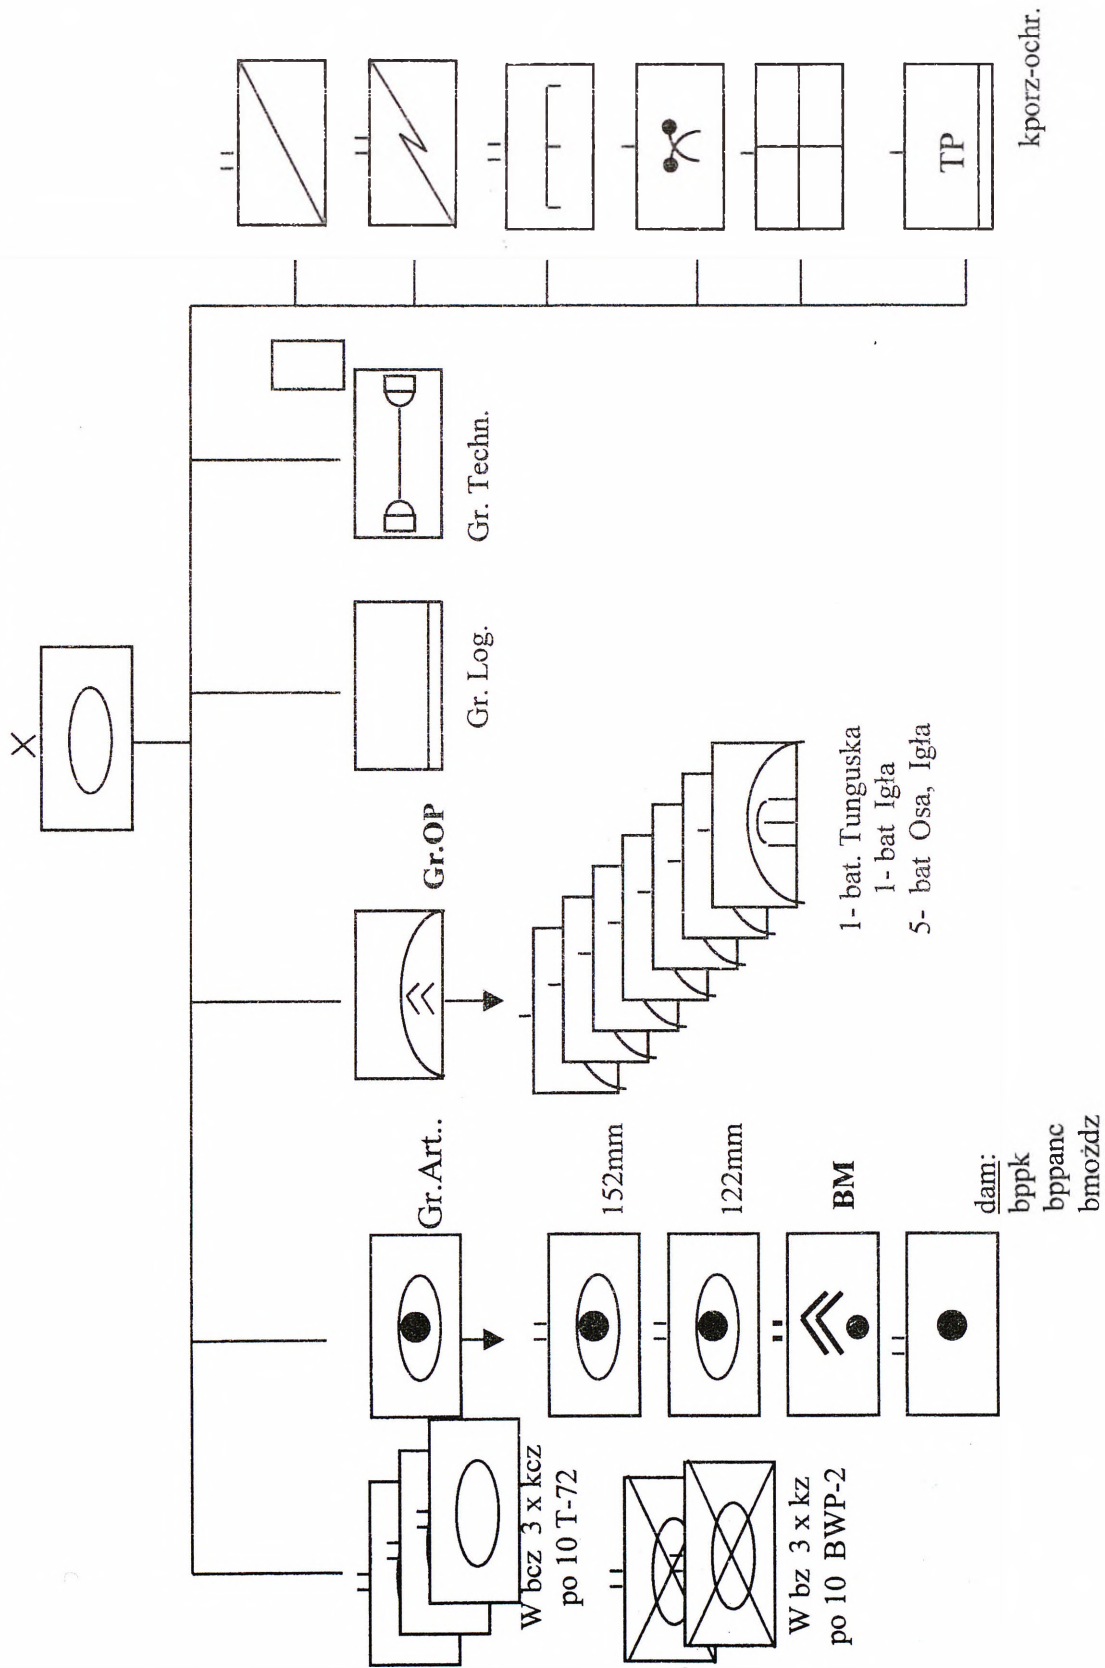 X
W bcz 3 x kcz
po 10 T-72
W bz 3 x kz
po 10 BWP-2
Gr.Art..
152mm
122mm
BM
dam:
bppk
bppanc
bmożdz
Gr.OP
1- bat. Tunguska
1- bat Igła
5- bat Osa, Igła
Gr. Log.
Gr. Techn.
TP
kporz-ochr.